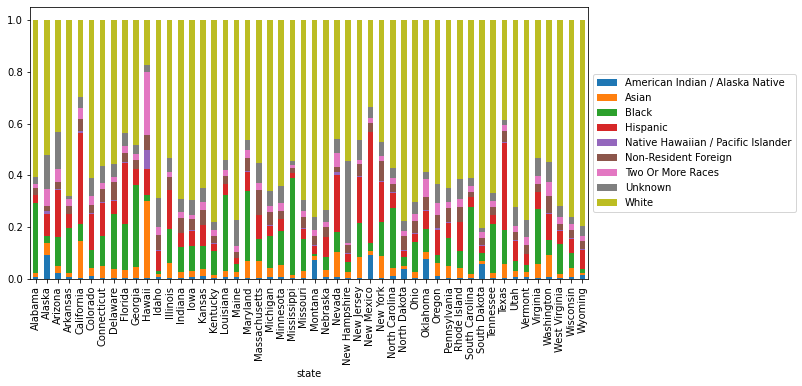 1.0
0.8
0.6
0.4
0.2
0.0
Alabama
Alaska
Arizona
Arkansas
California
Colorado
Connecticut
Delaware
Florida
Georgia
Hawaii
Idaho
Illinois
Indiana
Iowa
Kansas
Kentucky
Louisiana
Maine
Maryland
Massachusetts
Michigan
Minnesota
Mississippi
Missouri
Montana
Nebraska
Nevada
New Hampshire
New Jersey
New Mexico
New York
North Carolina
North Dakota
Ohio
Oklahoma
Oregon
Pennsylvania
Rhode Island
South Carolina
South Dakota
Tennessee
Texas
Utah
Vermont
Virginia
Washington
West Virginia
Wisconsin
Wyoming
state
American Indian / Alaska Native
Asian
Black
Hispanic
Native Hawaiian / Pacific Islander
Non-Resident Foreign
Two Or More Races
Unknown
White